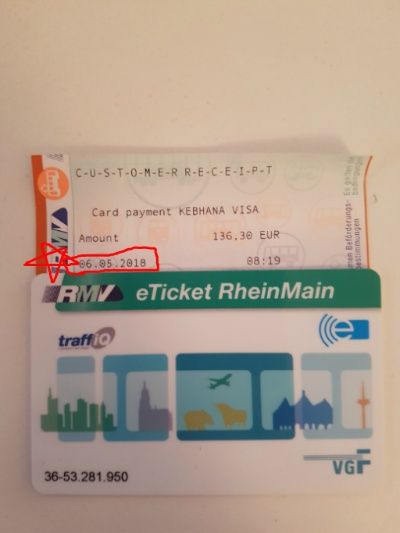 C-U-S-T-O-M-E-R R-E-C-E-I-P-T
Card payment KEBHANA VISA
Amount 136.30 EUR
06.05.2018 08:19
RMV
RMV eTicket RheinMain
traffiQ
e
36-53.281.950
VGF